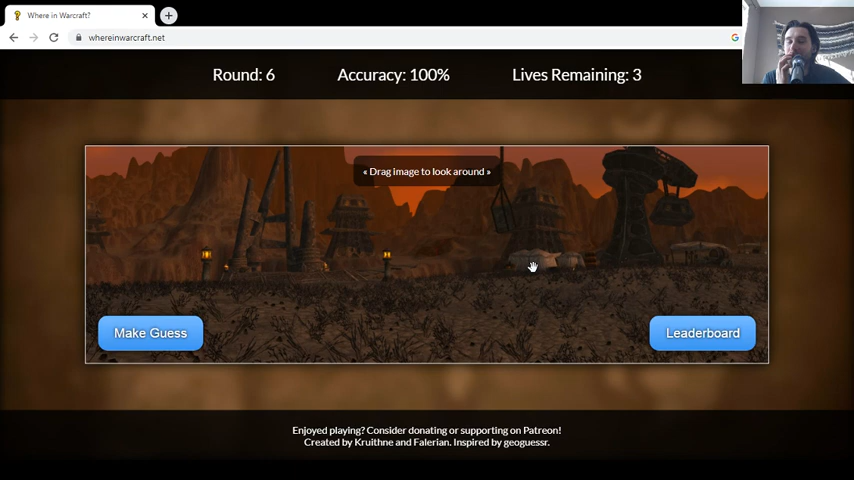 Where in Warcraft?
whereinwarcraft.net
Round: 6
Accuracy: 100%
Lives Remaining: 3
« Drag image to look around »
Make Guess
Leaderboard
Enjoyed playing? Consider donating or supporting on Patreon!
Created by Kruithne and Falerian. Inspired by geoguessr.